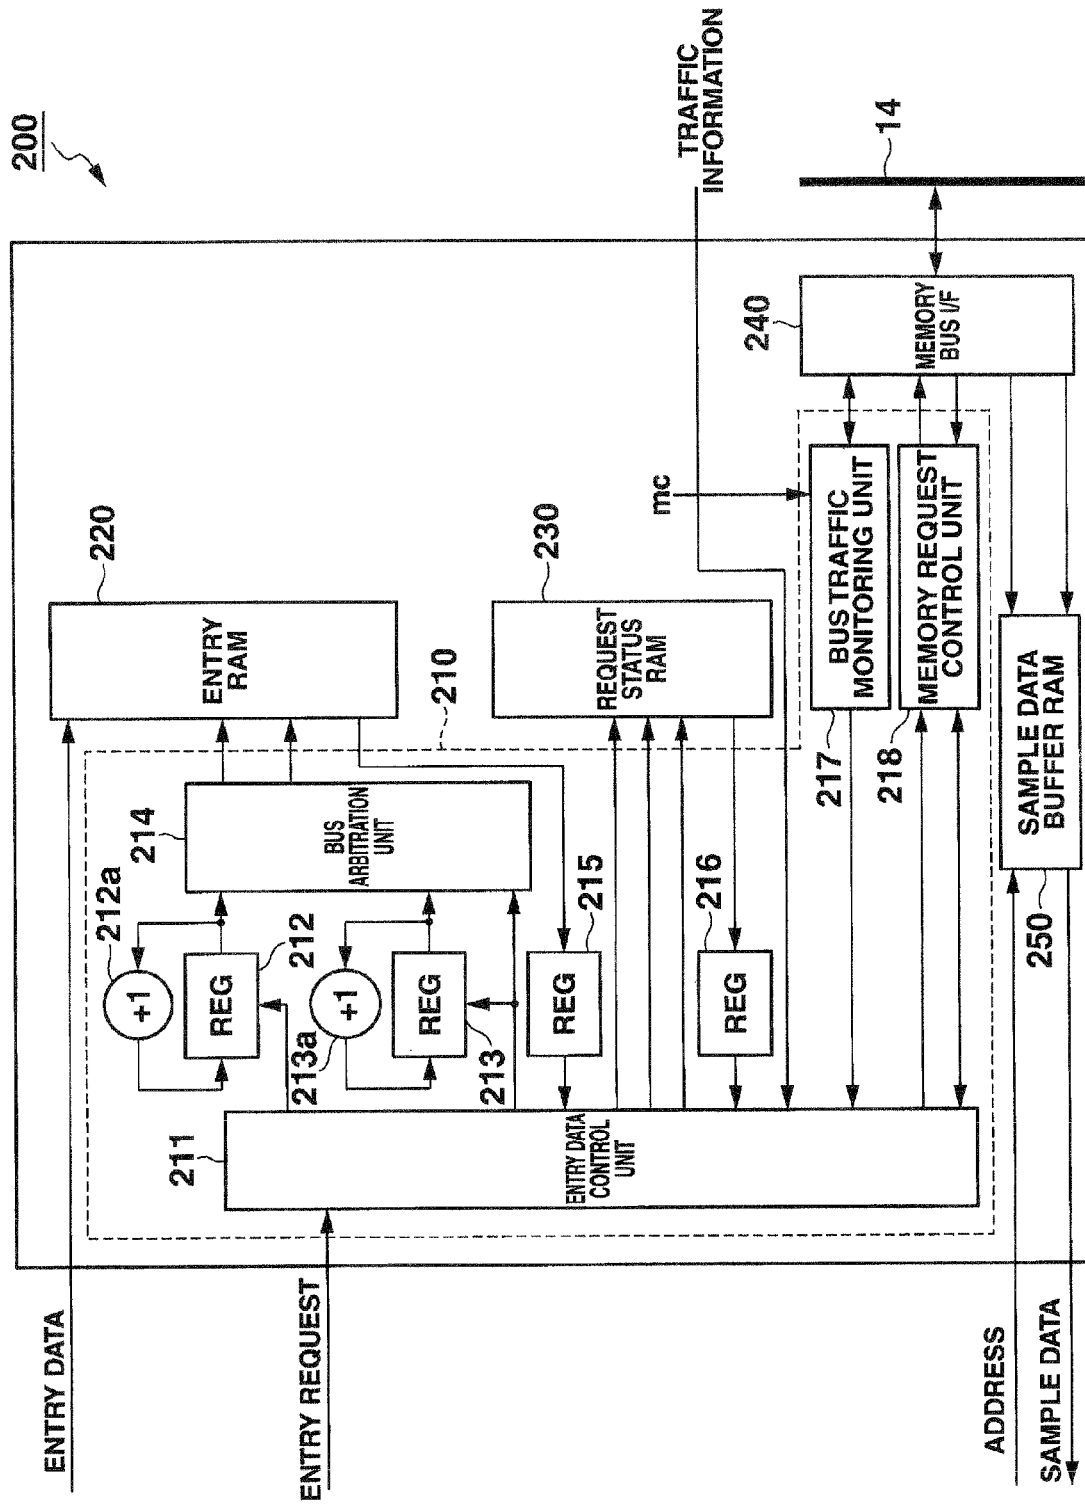 200
TRAFFIC
INFORMATION
14
240
MEMORY
BUS I/F
220
ENTRY
RAM
230
REQUEST
STATUS
RAM
mc
210
BUS TRAFFIC
MONITORING UNIT
217
MEMORY REQUEST
CONTROL UNIT
218
SAMPLE DATA
BUFFER RAM
250
214
BUS
ARBITRATION
UNIT
212a
+1
212
REG
213a
+1
213
REG
215
REG
216
REG
211
ENTRY DATA
CONTROL
UNIT
ENTRY DATA
ENTRY REQUEST
ADDRESS
SAMPLE DATA